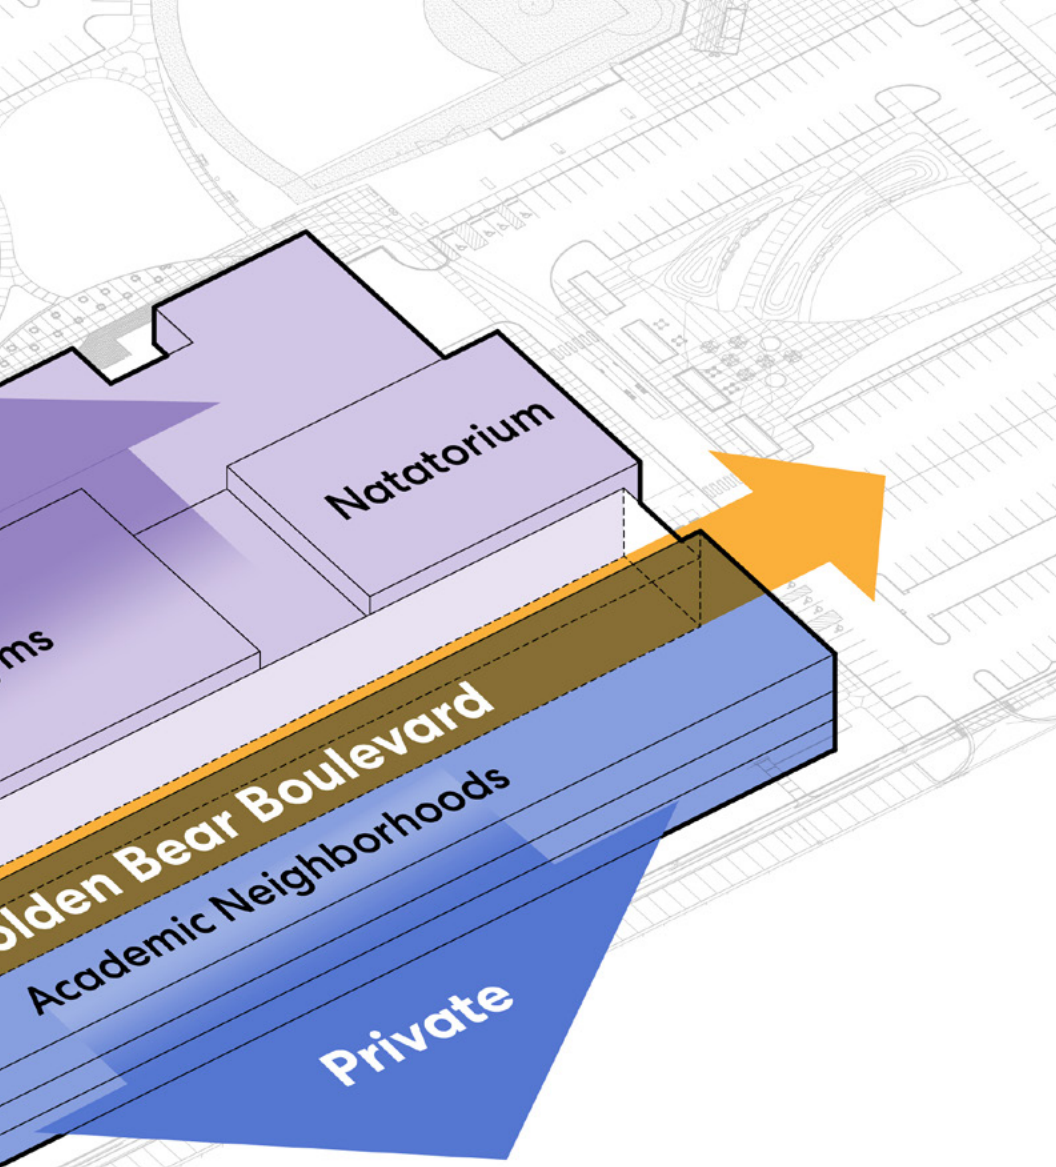 Natatorium
ms
olden Bear Boulevard
Academic Neighborhoods
Private